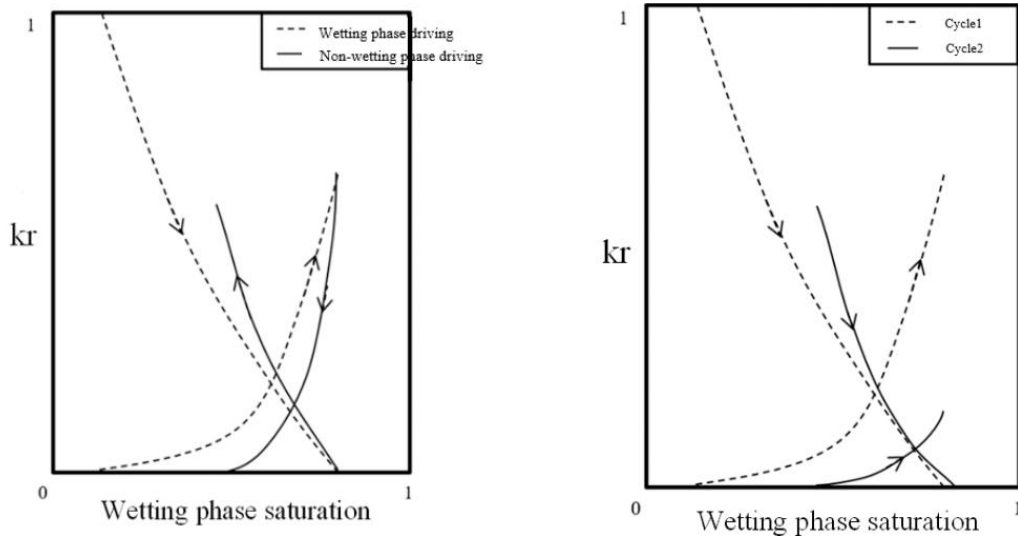 1
Wetting phase driving
Non-wetting phase driving
kr
0
1
Wetting phase saturation
1
Cycle1
Cycle2
kr
0
1
Wetting phase saturation